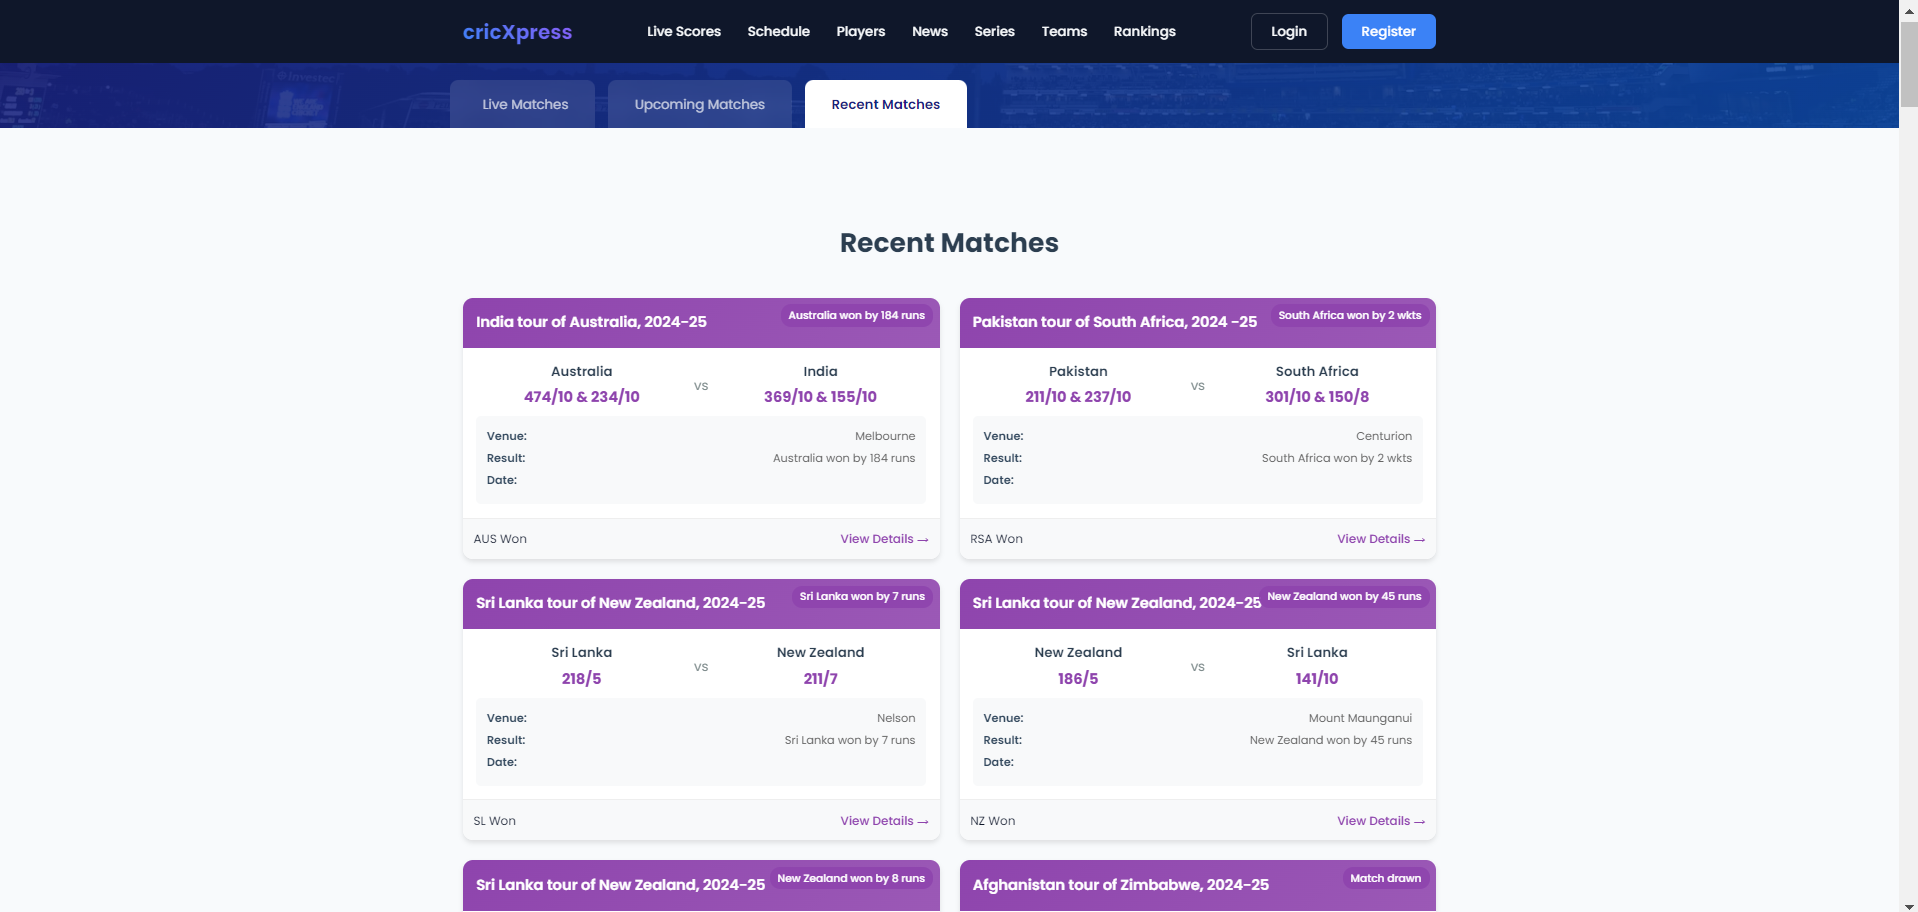 cricXpress
Live Scores Schedule Players News Series Teams Rankings
Login
Register
@Investec
Live Matches
Upcoming Matches
Recent Matches
Recent Matches
India tour of Australia, 2024-25
Australia won by 184 runs
Australia
474/10 & 234/10
vs
India
369/10 & 155/10
Venue: Melbourne
Result: Australia won by 184 runs
Date:
AUS Won
View Details →
Pakistan tour of South Africa, 2024 -25
South Africa won by 2 wkts
Pakistan
211/10 & 237/10
vs
South Africa
301/10 & 150/8
Venue: Centurion
Result: South Africa won by 2 wkts
Date:
RSA Won
View Details →
Sri Lanka tour of New Zealand, 2024-25
Sri Lanka won by 7 runs
Sri Lanka
218/5
vs
New Zealand
211/7
Venue: Nelson
Result: Sri Lanka won by 7 runs
Date:
SL Won
View Details →
Sri Lanka tour of New Zealand, 2024-25
New Zealand won by 45 runs
New Zealand
186/5
vs
Sri Lanka
141/10
Venue: Mount Maunganui
Result: New Zealand won by 45 runs
Date:
NZ Won
View Details →
Sri Lanka tour of New Zealand, 2024-25
New Zealand won by 8 runs
Afghanistan tour of Zimbabwe, 2024-25
Match drawn